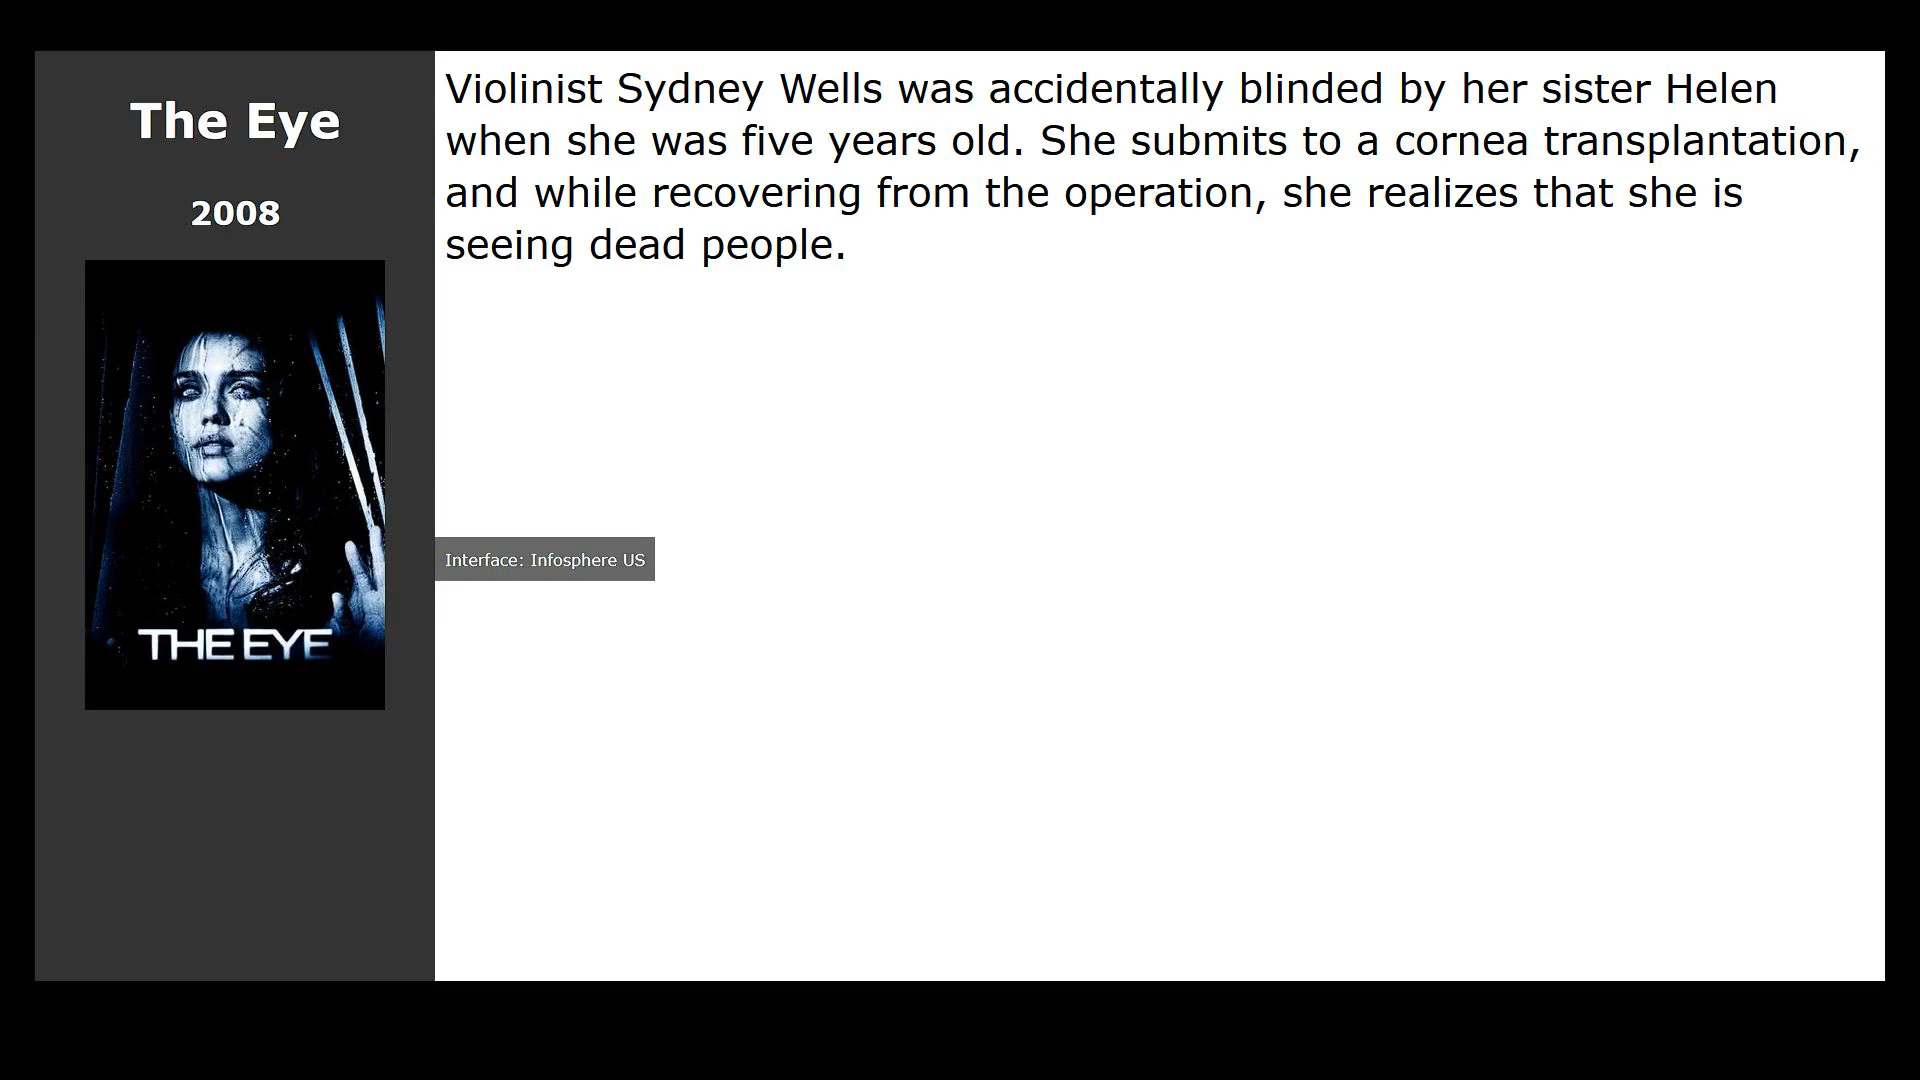 The Eye
2008
THE EYE
Violinist Sydney Wells was accidentally blinded by her sister Helen
when she was five years old. She submits to a cornea transplantation,
and while recovering from the operation, she realizes that she is
seeing dead people.
Interface: Infosphere US